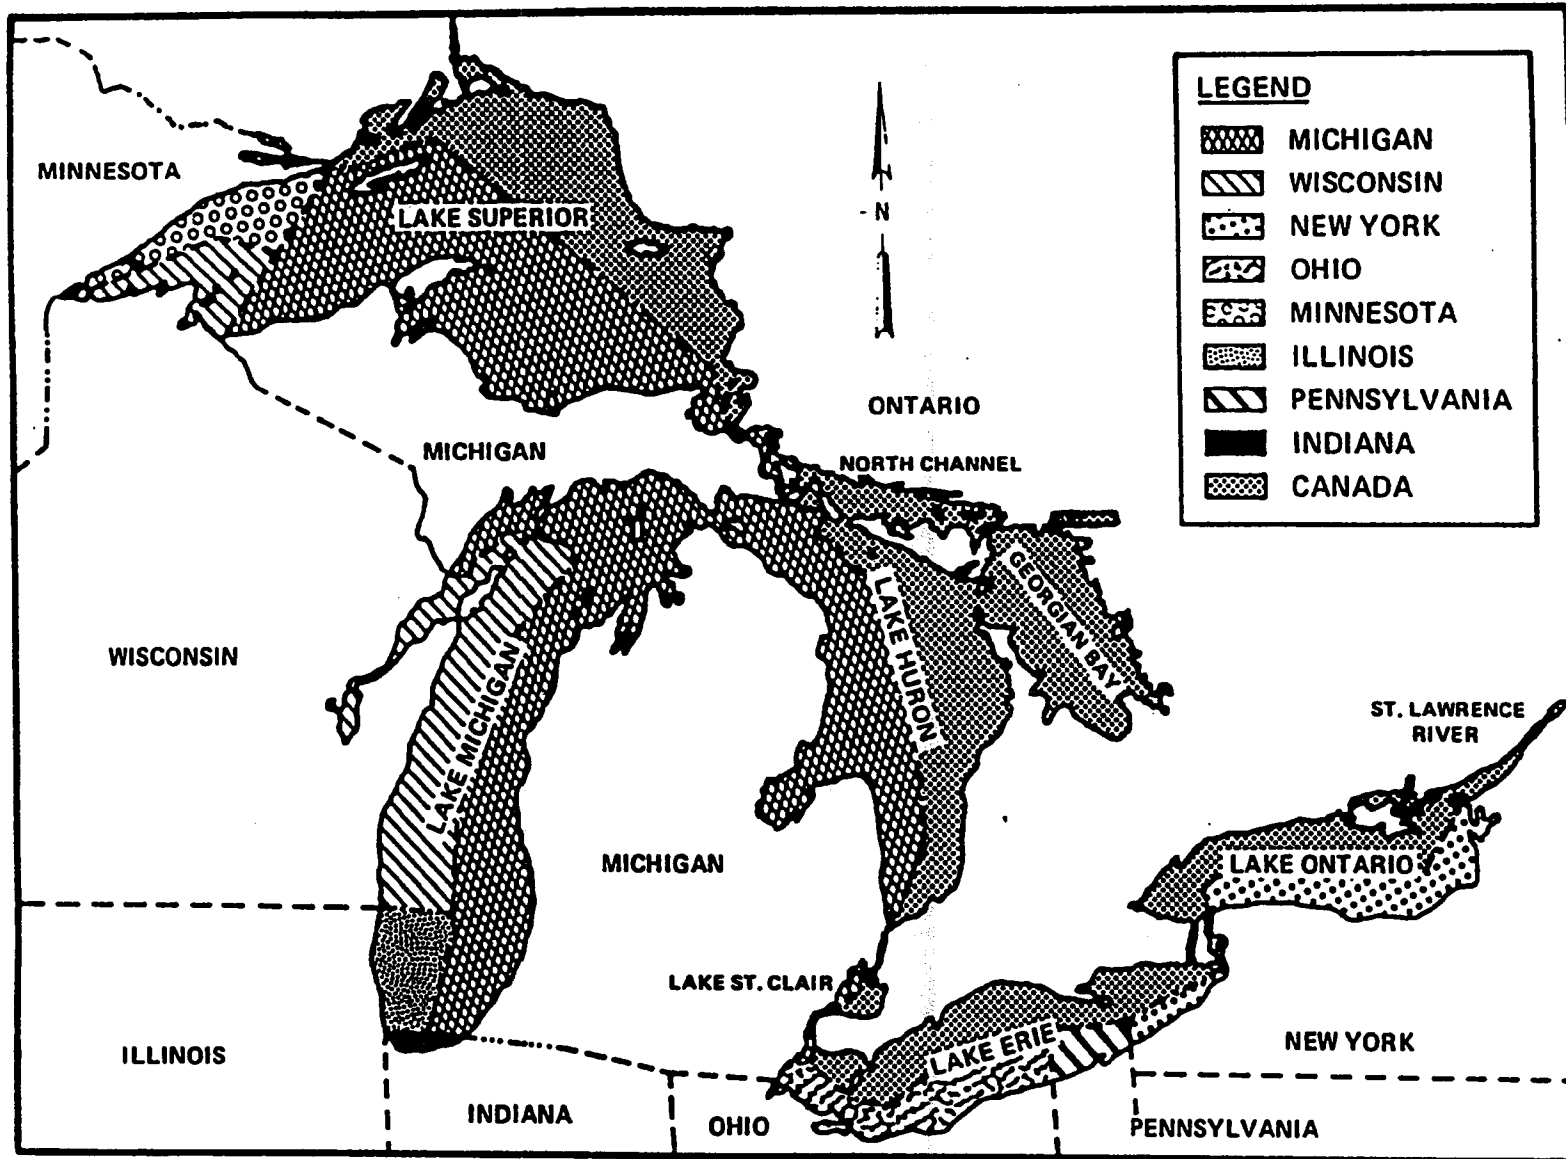 LEGEND
MICHIGAN
WISCONSIN
NEW YORK
OHIO
MINNESOTA
ILLINOIS
PENNSYLVANIA
INDIANA
CANADA
MINNESOTA
LAKE SUPERIOR
N
ONTARIO
MICHIGAN
NORTH CHANNEL
GEORGIAN BAY
LAKE HURON
WISCONSIN
LAKE MICHIGAN
ST. LAWRENCE
RIVER
MICHIGAN
LAKE ONTARIO
LAKE ST. CLAIR
LAKE ERIE
ILLINOIS
NEW YORK
INDIANA
OHIO
PENNSYLVANIA